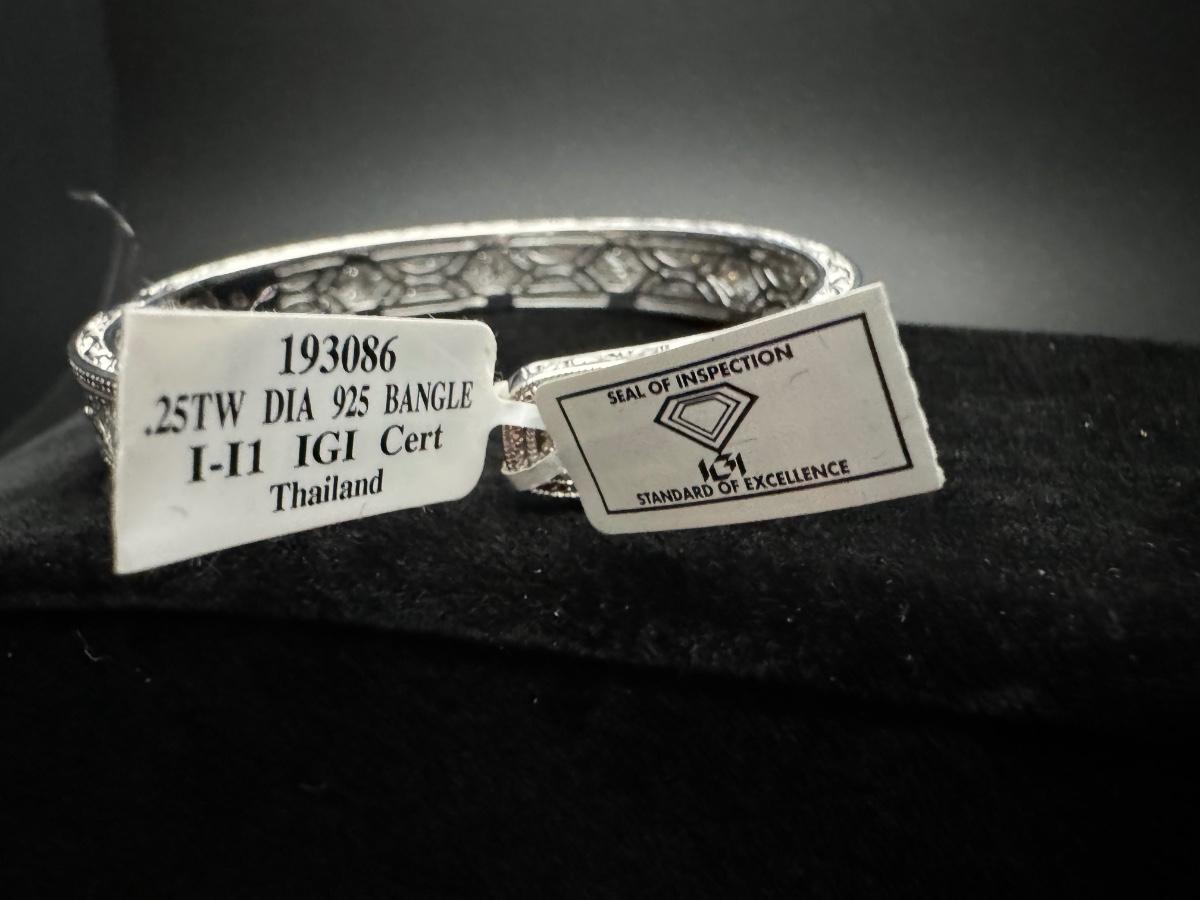 193086
.25TW DIA 925 BANGLE
I-I1 IGI Cert
Thailand
SEAL OF INSPECTION
IGI
STANDARD OF EXCELLENCE